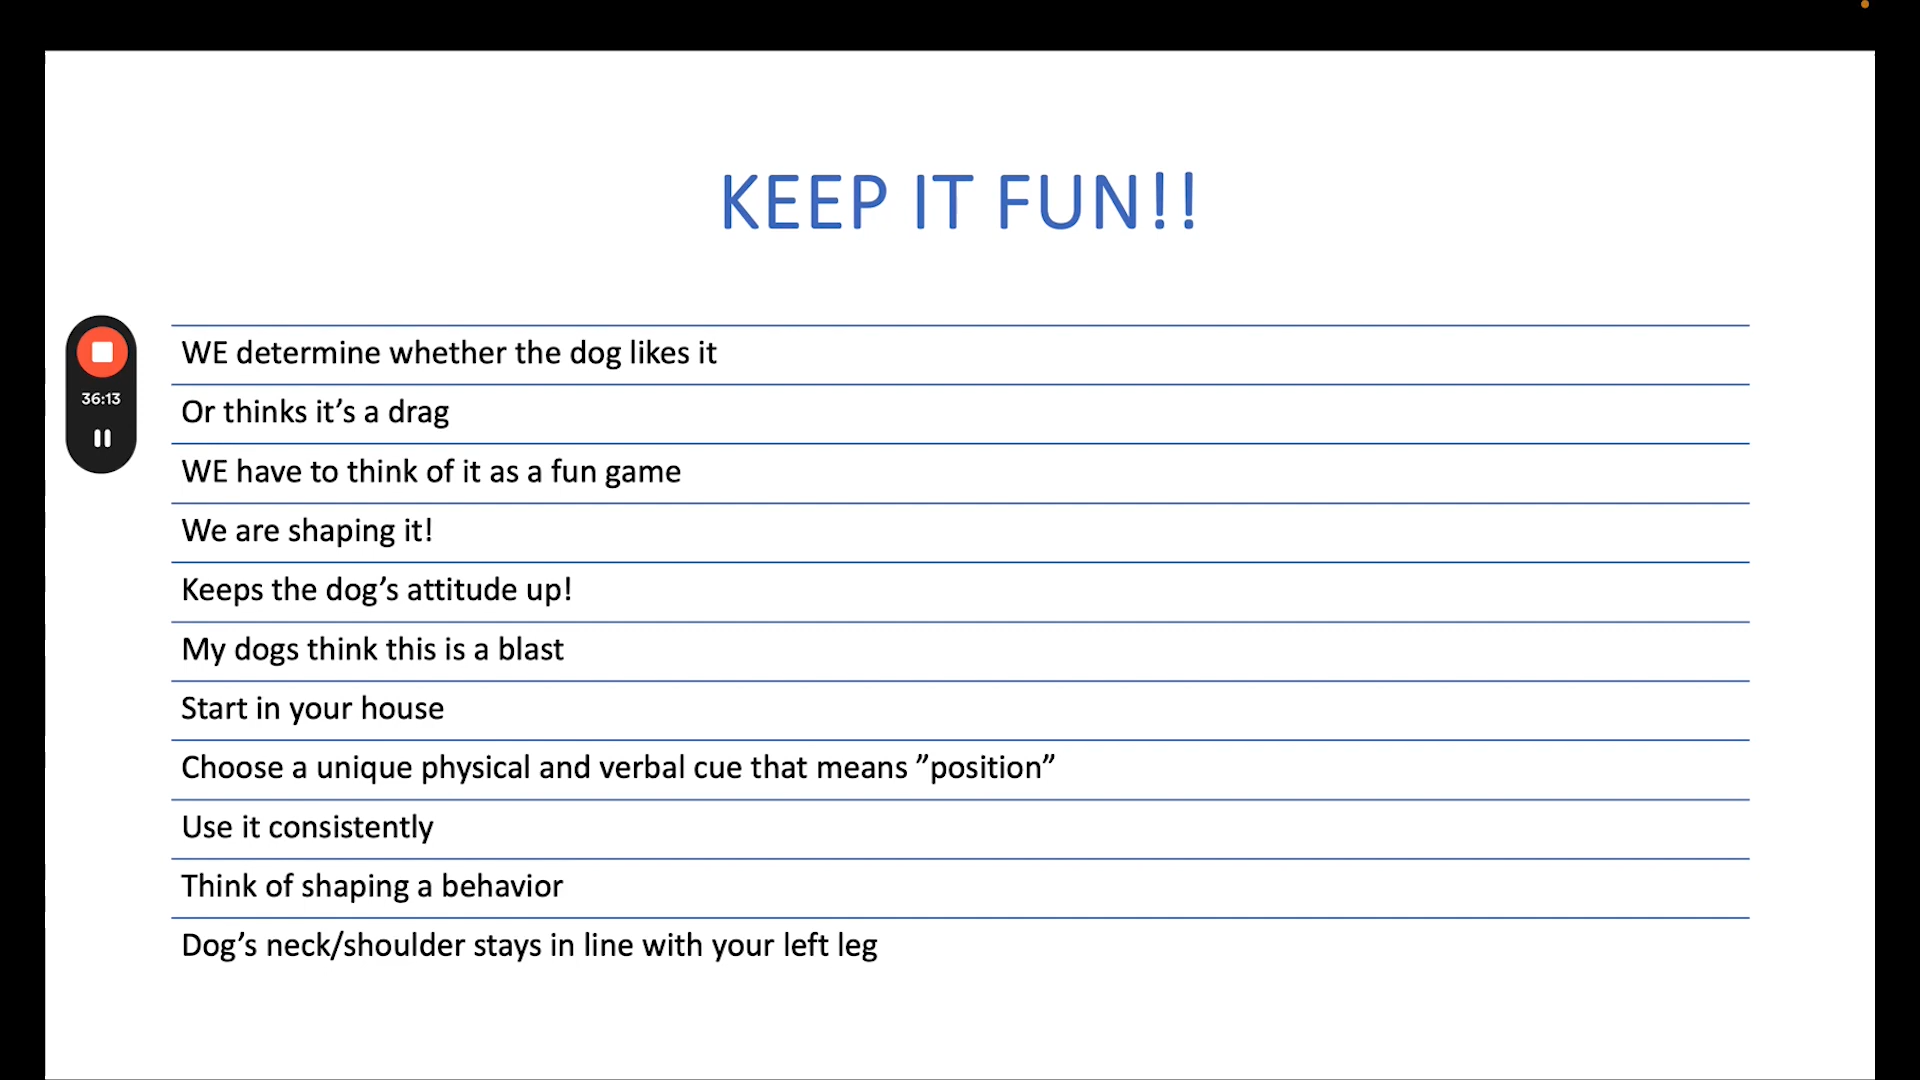 KEEP IT FUN!!
36:13
WE determine whether the dog likes it
Or thinks it’s a drag
WE have to think of it as a fun game
We are shaping it!
Keeps the dog’s attitude up!
My dogs think this is a blast
Start in your house
Choose a unique physical and verbal cue that means ”position”
Use it consistently
Think of shaping a behavior
Dog’s neck/shoulder stays in line with your left leg